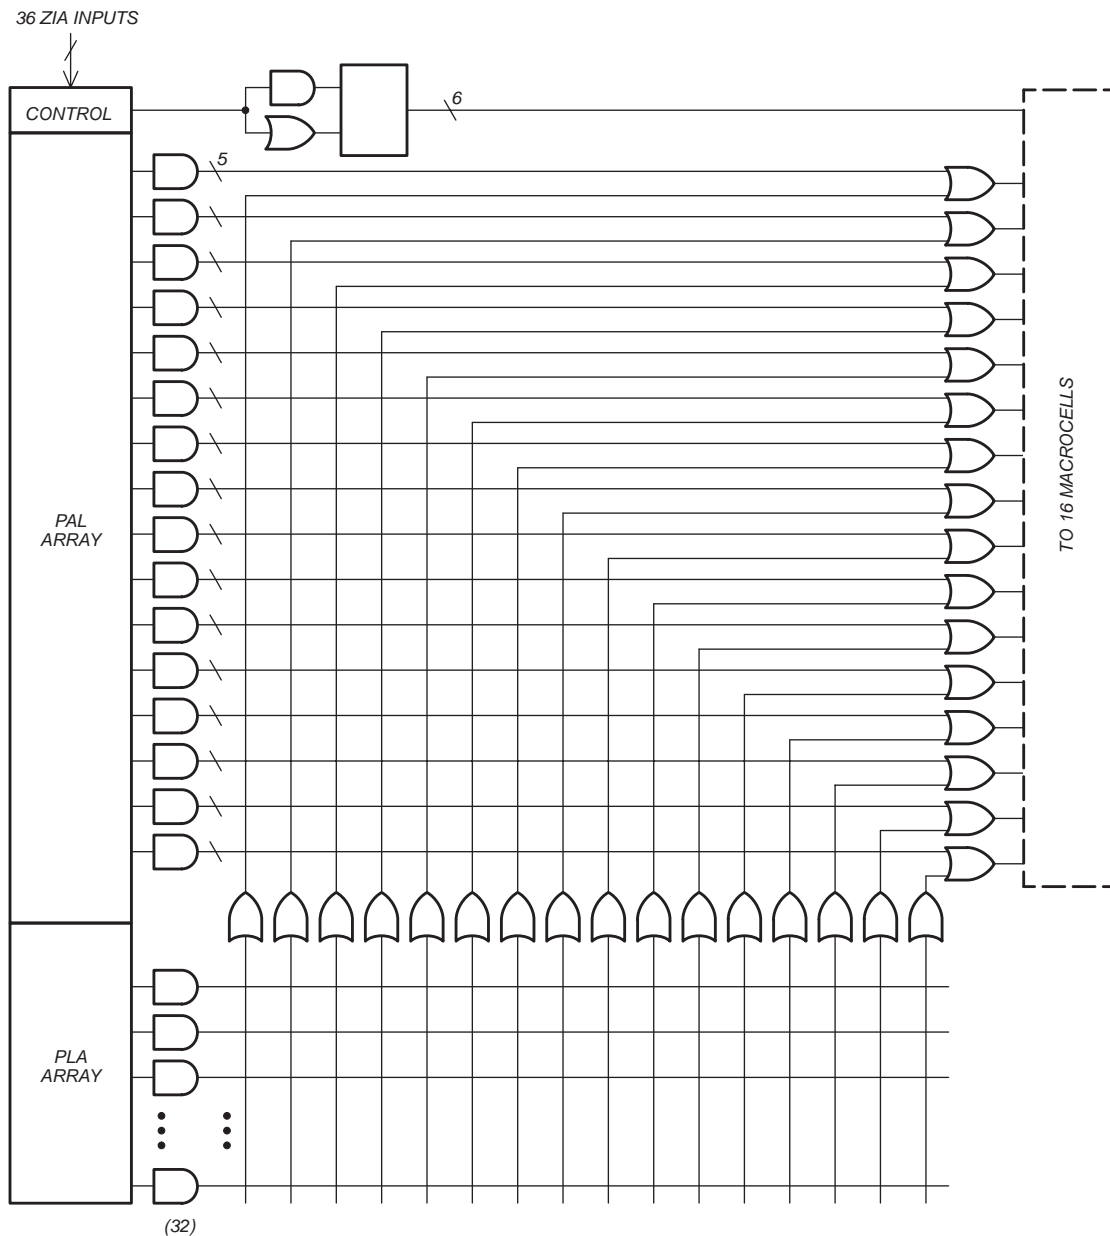 36 ZIA INPUTS
CONTROL
6
5
PAL
ARRAY
TO 16 MACROCELLS
PLA
ARRAY
(32)